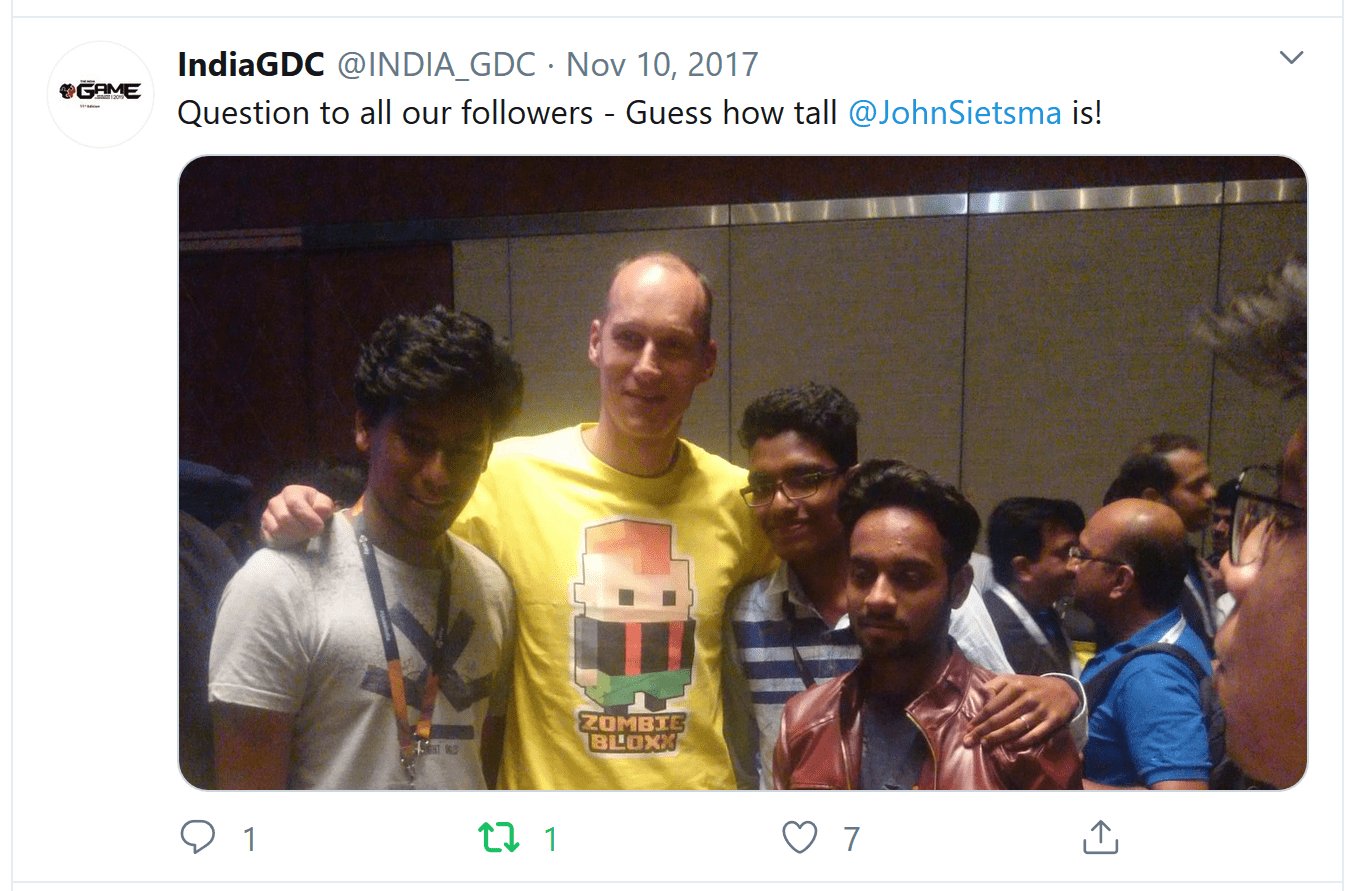 IndiaGDC @INDIA_GDC · Nov 10, 2017
Question to all our followers - Guess how tall @JohnSietsma is!
GAME
ZOMBIE
BLOXX
1 1 7